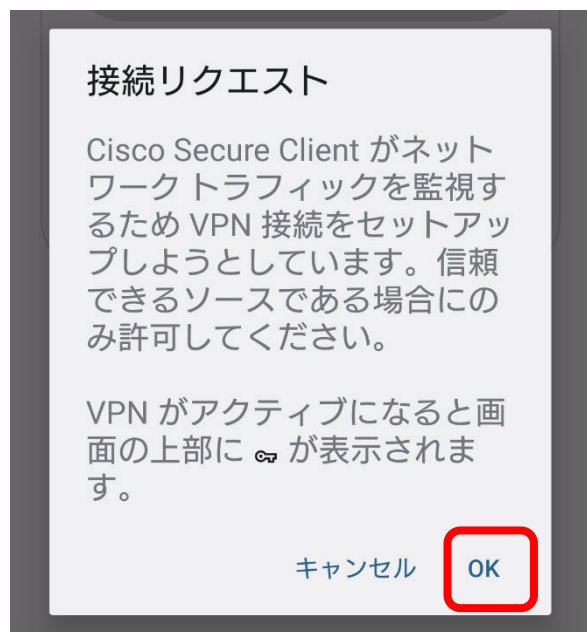 接続リクエスト
Cisco Secure Client がネット
ワーク トラフィックを監視す
るため VPN 接続をセットアッ
プしようとしています。信頼
できるソースである場合にの
み許可してください。
VPN がアクティブになると画
面の上部に が表示されま
す。
キャンセル OK